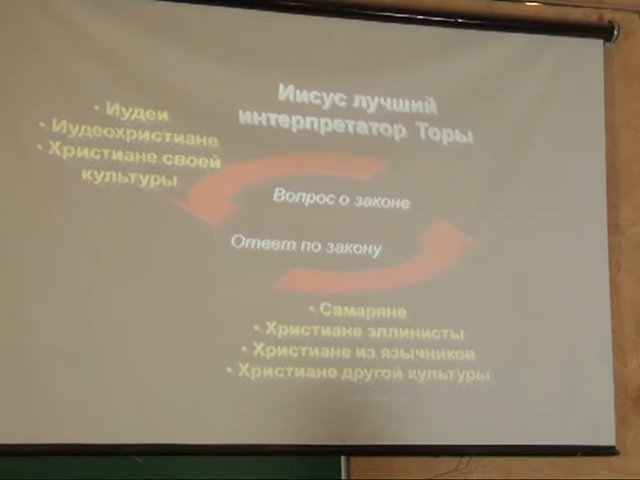 Иисус лучший
интерпретатор Торы
• Иудеи
• Иудеохристиане
• Христиане своей
культуры
Вопрос о законе
Ответ по закону
• Самаряне
• Христиане эллинисты
• Христиане из язычников
• Христиане другой культуры